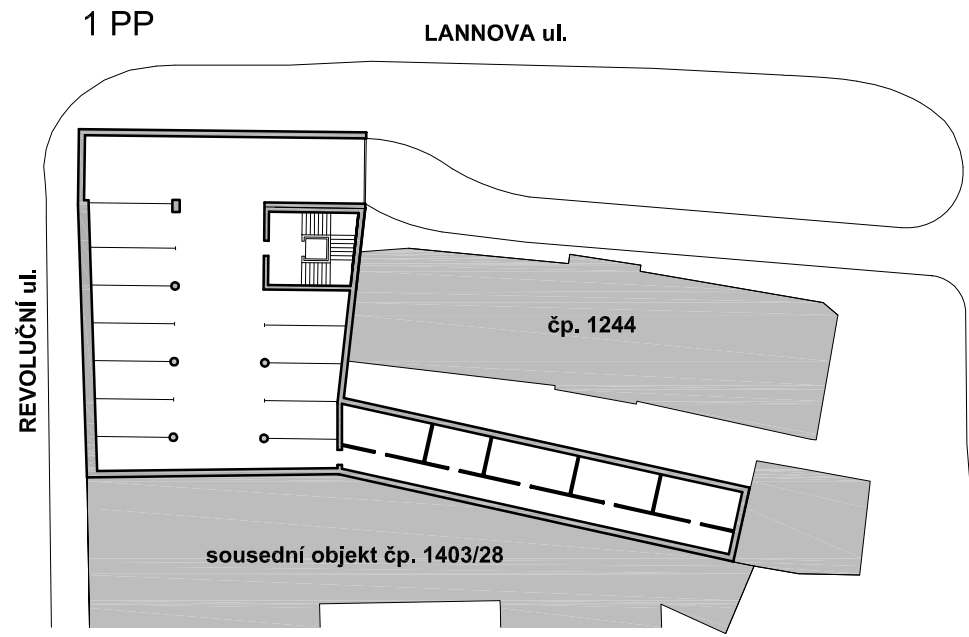 1 PP
LANNOVA ul.
REVOLUČNÍ ul.
čp. 1244
sousední objekt čp. 1403/28